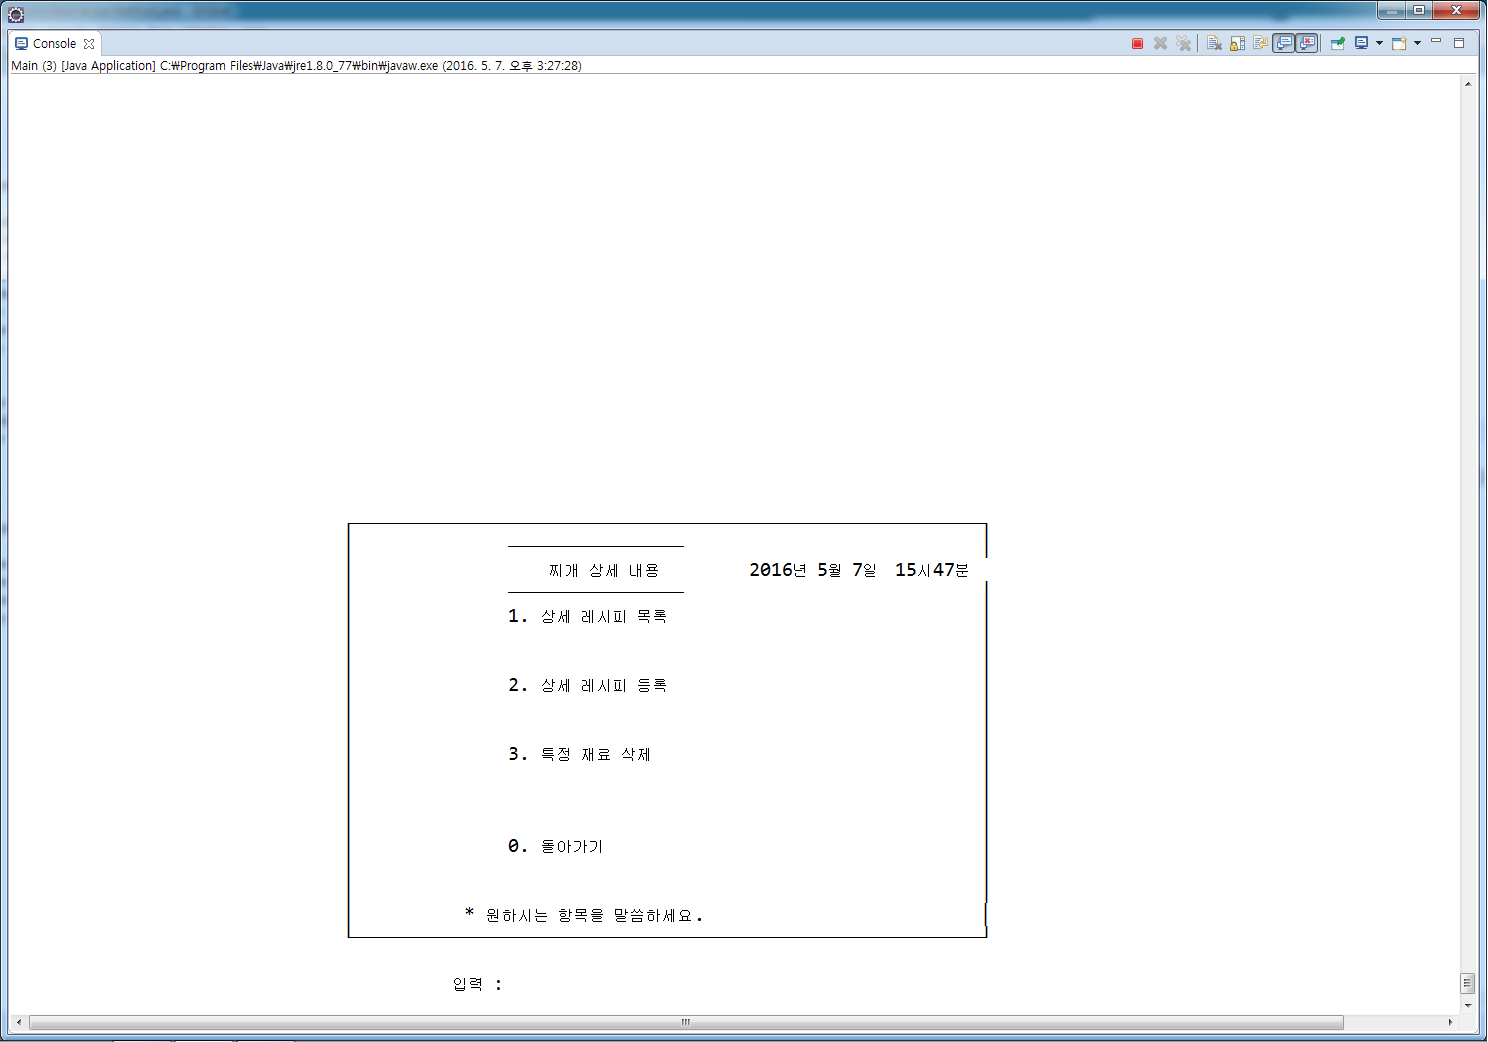 Console
Main (3) [Java Application] C:￦Program Files￦Java￦jre1.8.0_77￦bin￦javaw.exe (2016. 5. 7. 오후 3:27:28)
찌개 상세 내용 2016년 5월 7일 15시47분
1. 상세 레시피 목록
2. 상세 레시피 등록
3. 특정 재료 삭제
0. 돌아가기
* 원하시는 항목을 말씀하세요.
입력 :